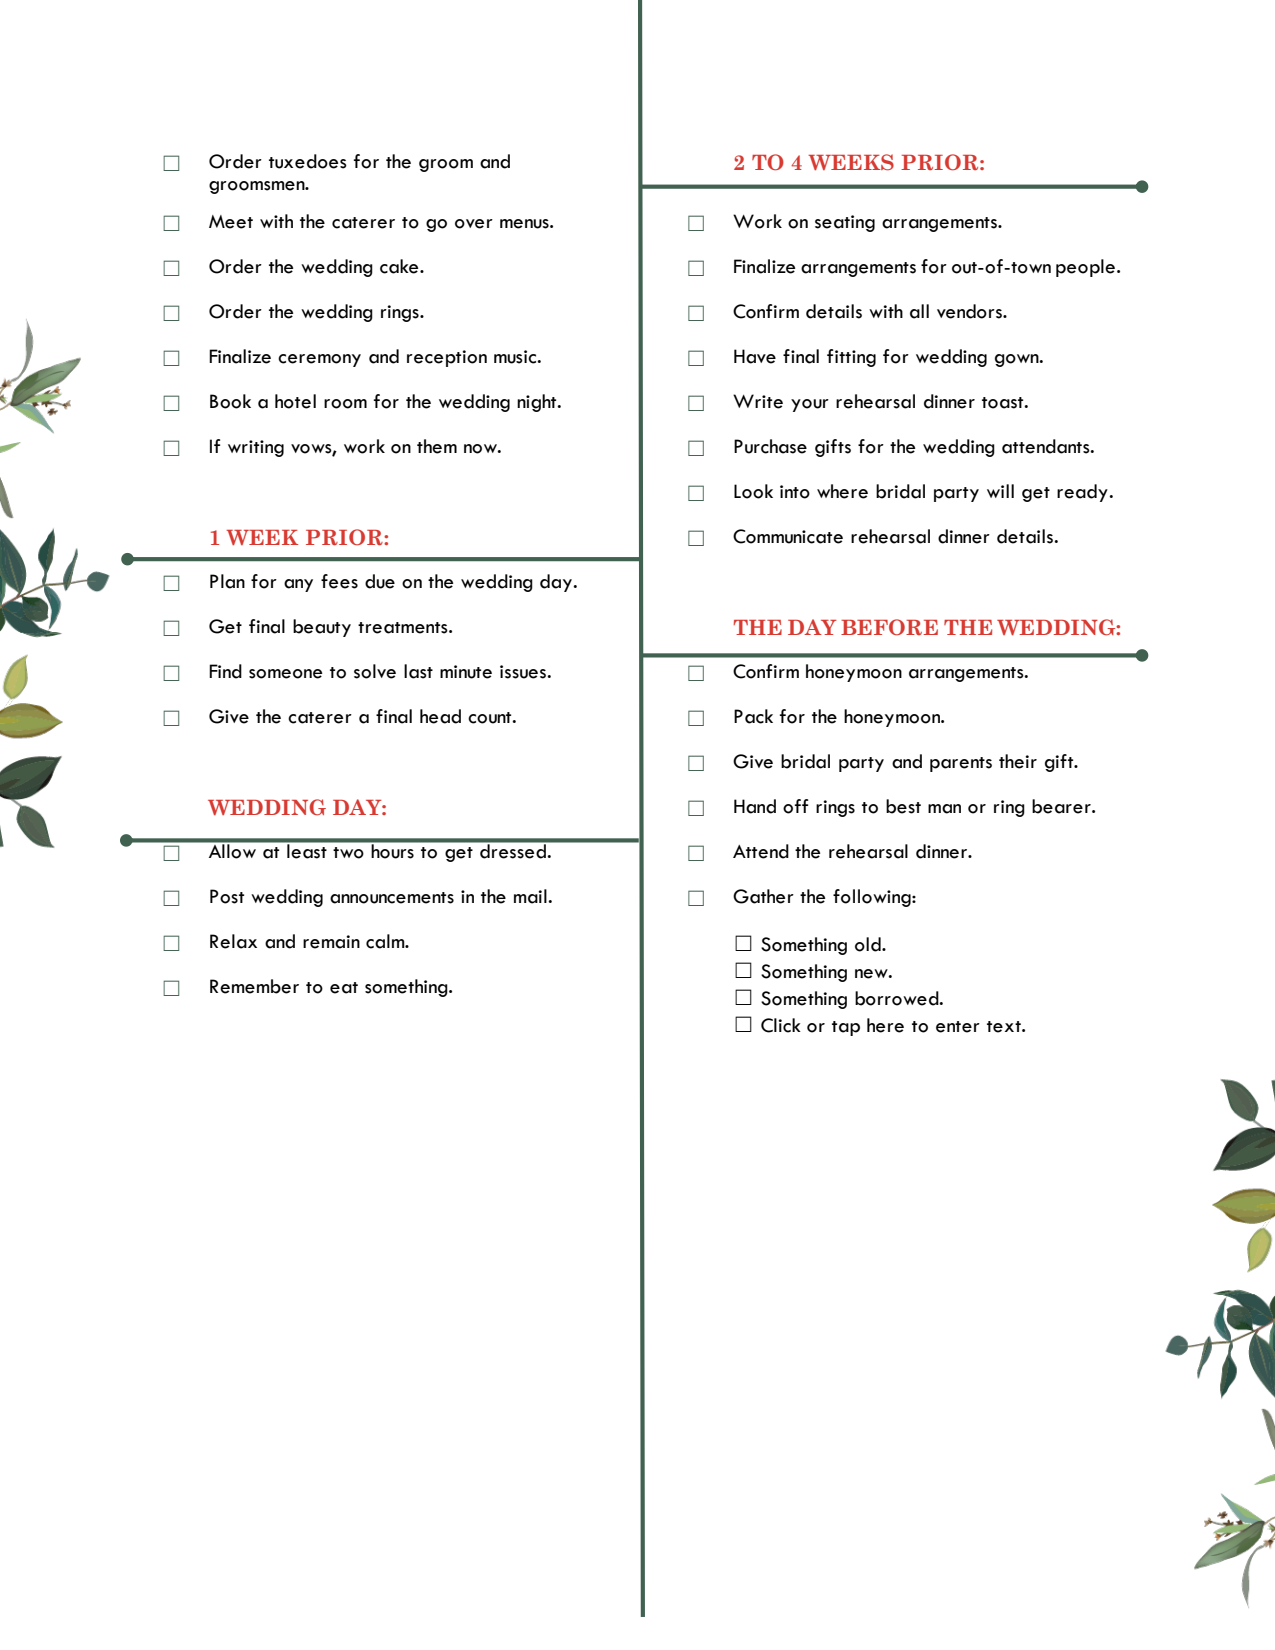 ☐ Order tuxedoes for the groom and
groomsmen.
☐ Meet with the caterer to go over menus.
☐ Order the wedding cake.
☐ Order the wedding rings.
☐ Finalize ceremony and reception music.
☐ Book a hotel room for the wedding night.
☐ If writing vows, work on them now.
1 WEEK PRIOR:
☐ Plan for any fees due on the wedding day.
☐ Get final beauty treatments.
☐ Find someone to solve last minute issues.
☐ Give the caterer a final head count.
WEDDING DAY:
☐ Allow at least two hours to get dressed.
☐ Post wedding announcements in the mail.
☐ Relax and remain calm.
☐ Remember to eat something.
2 TO 4 WEEKS PRIOR:
☐ Work on seating arrangements.
☐ Finalize arrangements for out-of-town people.
☐ Confirm details with all vendors.
☐ Have final fitting for wedding gown.
☐ Write your rehearsal dinner toast.
☐ Purchase gifts for the wedding attendants.
☐ Look into where bridal party will get ready.
☐ Communicate rehearsal dinner details.
THE DAY BEFORE THE WEDDING:
☐ Confirm honeymoon arrangements.
☐ Pack for the honeymoon.
☐ Give bridal party and parents their gift.
☐ Hand off rings to best man or ring bearer.
☐ Attend the rehearsal dinner.
☐ Gather the following:
☐ Something old.
☐ Something new.
☐ Something borrowed.
☐ Click or tap here to enter text.